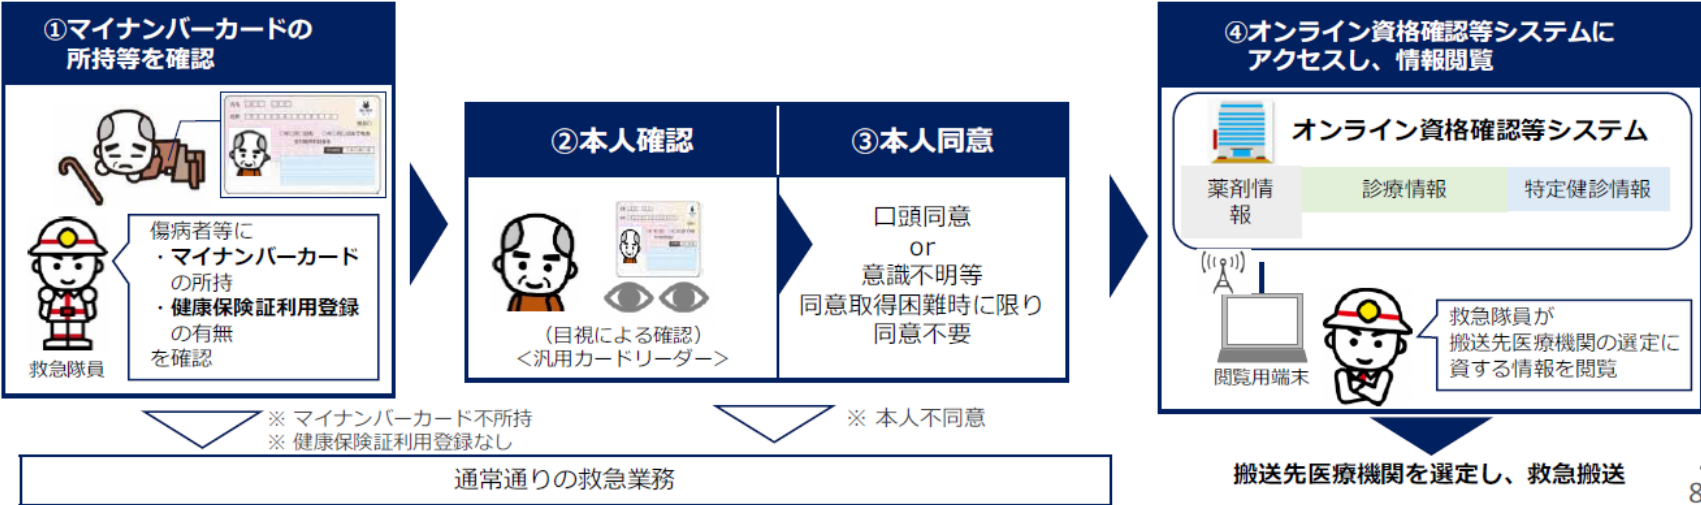 ①マイナンバーカードの
所持等を確認
傷病者等に
・マイナンバーカード
の所持
・健康保険証利用登録
の有無
を確認
救急隊員
②本人確認
(目視による確認)
<汎用カードリーダー>
③本人同意
口頭同意
or
意識不明等
同意取得困難時に限り
同意不要
④オンライン資格確認等システムに
アクセスし、情報閲覧
オンライン資格確認等システム
薬剤情
報
診療情報
特定健診情報
閲覧用端末
救急隊員が
搬送先医療機関の選定に
資する情報を閲覧
※ マイナンバーカード不所持
※ 健康保険証利用登録なし
※ 本人不同意
通常通りの救急業務
搬送先医療機関を選定し、救急搬送
8